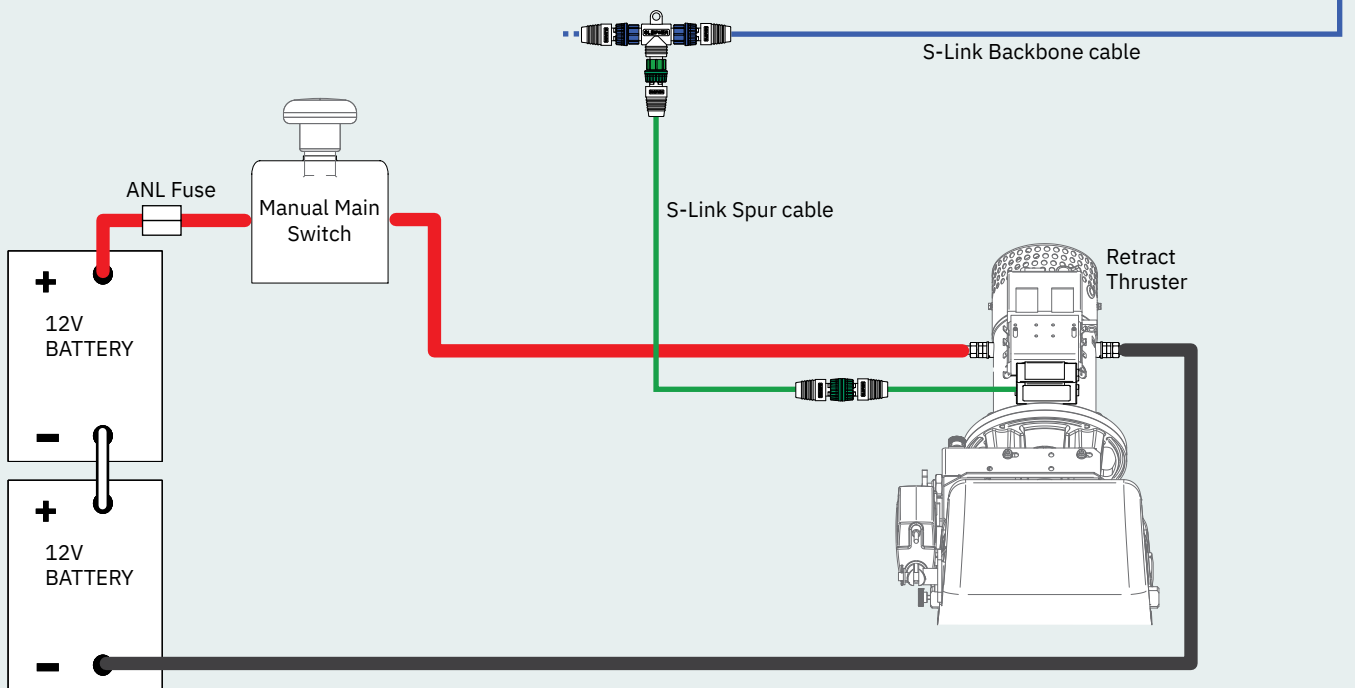 S-Link Backbone cable
ANL Fuse
Manual Main
Switch
S-Link Spur cable
Retract
Thruster
+
12V
BATTERY
-
+
12V
BATTERY
-